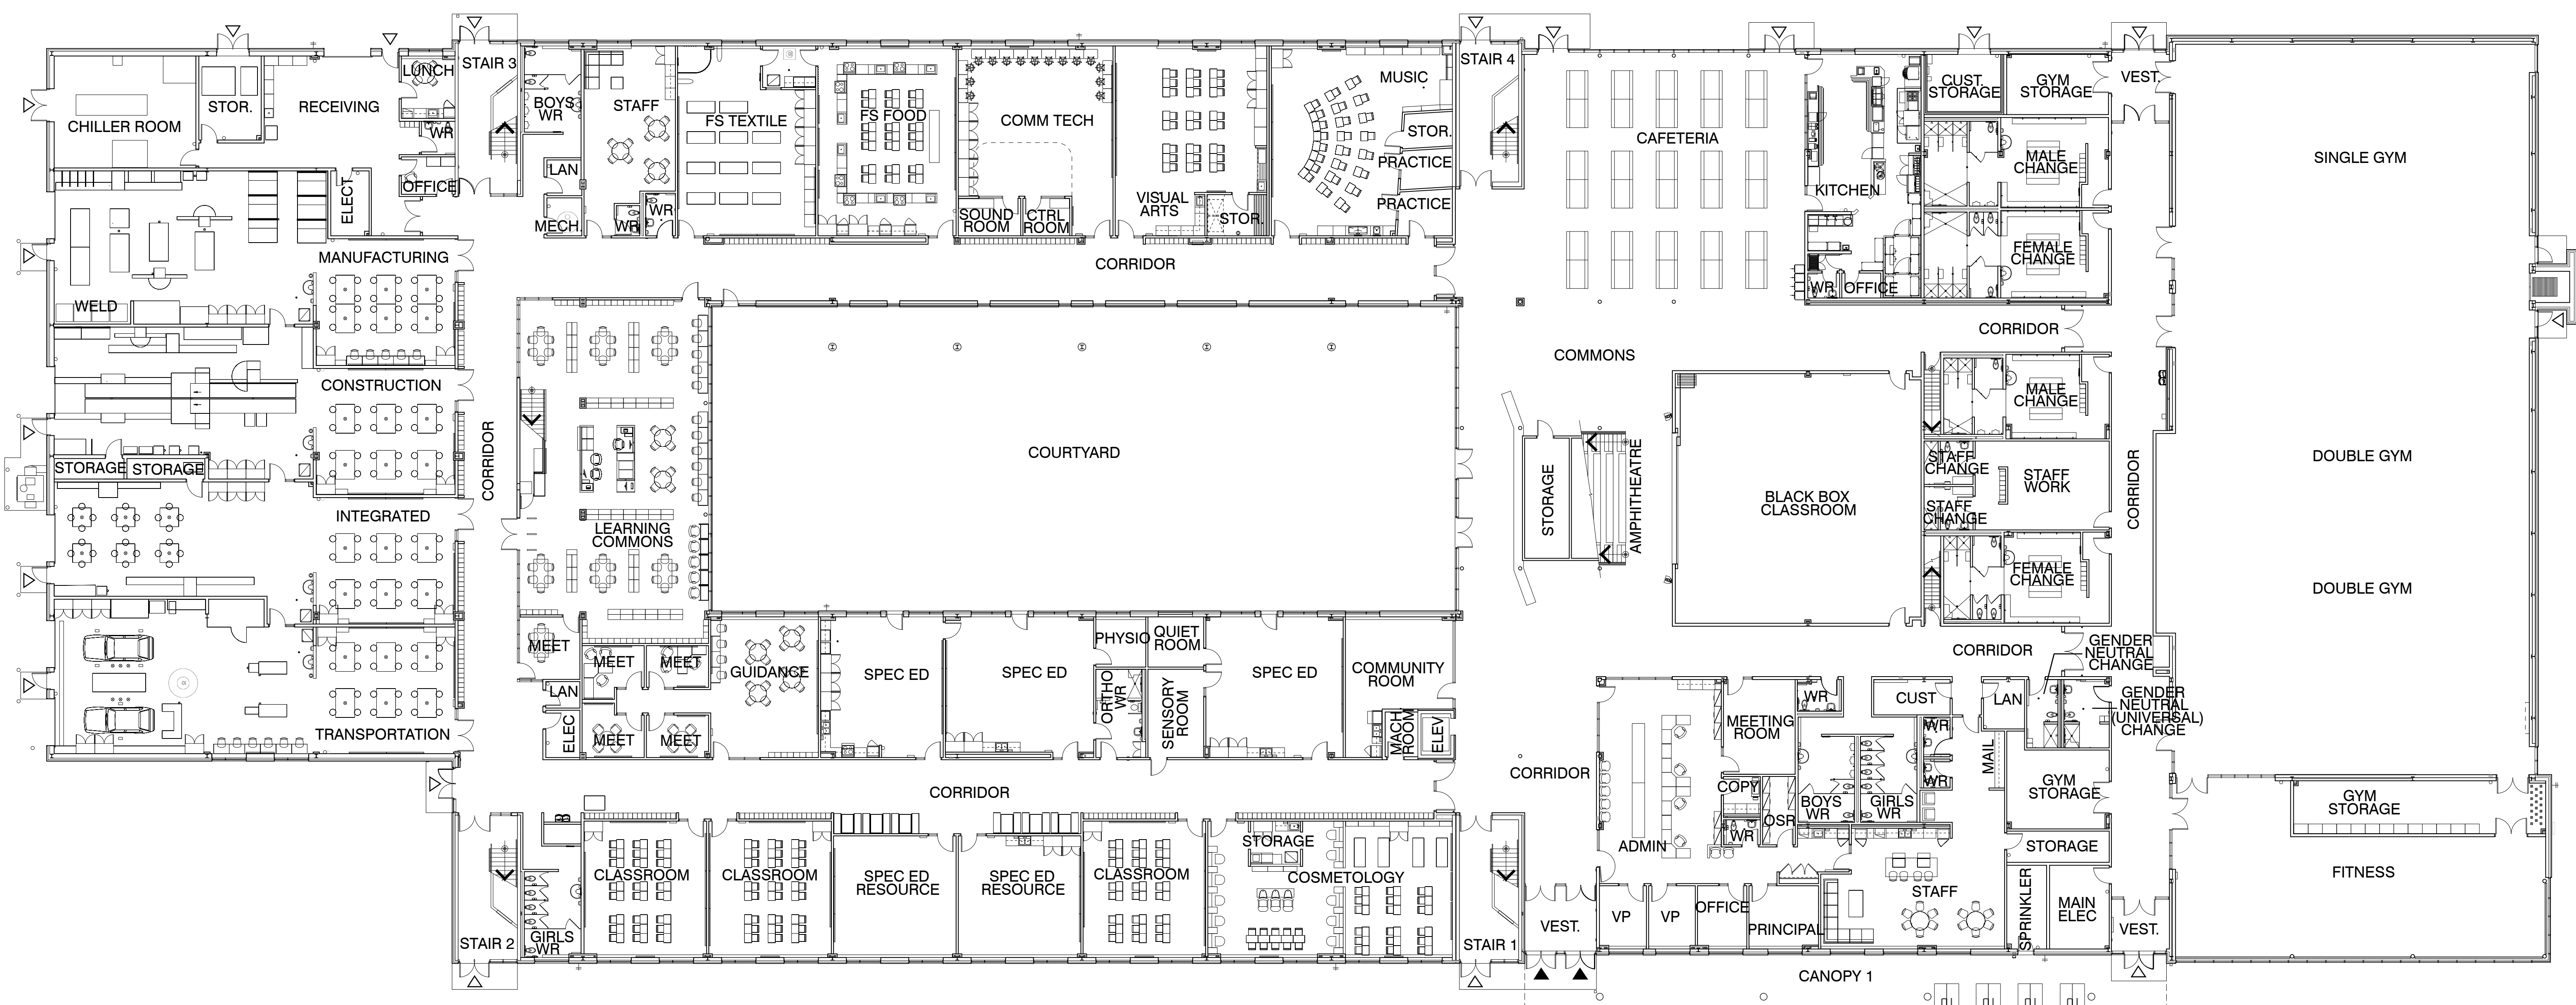 CHILLER ROOM
STOR.
RECEIVING
LUNCH
WR
OFFICE
ELECT
STAIR 3
BOYS
WR
LAN
MECH.
STAFF
WR
WR
FS TEXTILE
FS FOOD
COMM TECH
SOUND
ROOM
CTRL
ROOM
VISUAL
ARTS
STOR.
MUSIC
STOR.
PRACTICE
PRACTICE
STAIR 4
CAFETERIA
KITCHEN
WR
OFFICE
CUST
STORAGE
GYM
STORAGE
VEST.
MALE
CHANGE
FEMALE
CHANGE
SINGLE GYM
MANUFACTURING
WELD
CORRIDOR
CORRIDOR
COMMONS
CONSTRUCTION
STORAGE
STORAGE
CORRIDOR
INTEGRATED
TRANSPORTATION
LEARNING
COMMONS
COURTYARD
STORAGE
AMPHITHEATRE
BLACK BOX
CLASSROOM
MALE
CHANGE
STAFF
CHANGE
STAFF
WORK
STAFF
CHANGE
FEMALE
CHANGE
CORRIDOR
DOUBLE GYM
DOUBLE GYM
CORRIDOR
GENDER
NEUTRAL
CHANGE
GENDER
NEUTRAL
(UNIVERSAL)
CHANGE
MEET
MEET
MEET
LAN
ELEC
MEET
MEET
GUIDANCE
SPEC ED
SPEC ED
PHYSIO
QUIET
ROOM
ORTHO
WR
SENSORY
ROOM
SPEC ED
COMMUNITY
ROOM
MACH
ROOM
ELEV
CORRIDOR
CORRIDOR
MEETING
ROOM
WR
CUST
LAN
WR
WR
MAIL
COPY
WR
OSR
BOYS
WR
GIRLS
WR
ADMIN
GYM
STORAGE
STORAGE
GYM
STORAGE
FITNESS
STAIR 2
GIRLS
WR
CLASSROOM
CLASSROOM
SPEC ED
RESOURCE
SPEC ED
RESOURCE
CLASSROOM
STORAGE
COSMETOLOGY
STAIR 1
VEST.
VP
VP
OFFICE
PRINCIPAL
STAFF
SPRINKLER
MAIN
ELEC
VEST.
CANOPY 1